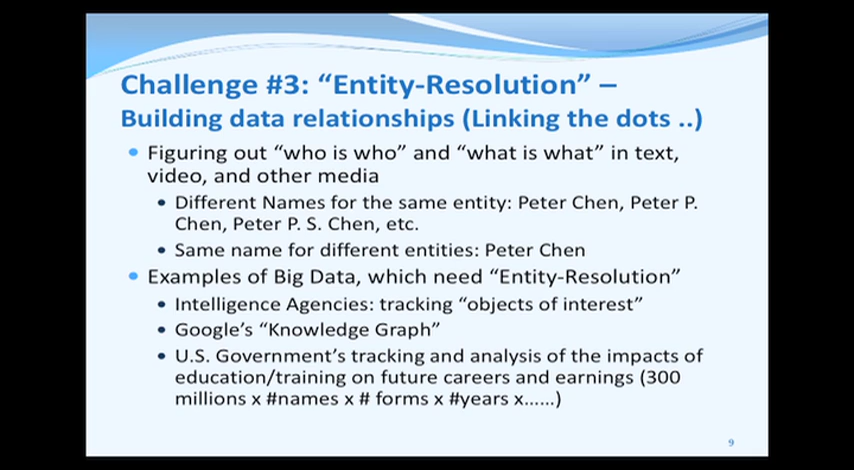 Challenge #3: “Entity-Resolution” –
Building data relationships (Linking the dots ..)
• Figuring out “who is who” and “what is what” in text,
video, and other media
• Different Names for the same entity: Peter Chen, Peter P.
Chen, Peter P. S. Chen, etc.
• Same name for different entities: Peter Chen
• Examples of Big Data, which need “Entity-Resolution”
• Intelligence Agencies: tracking “objects of interest”
• Google’s “Knowledge Graph”
• U.S. Government’s tracking and analysis of the impacts of
education/training on future careers and earnings (300
millions x #names x # forms x #years x......)
9